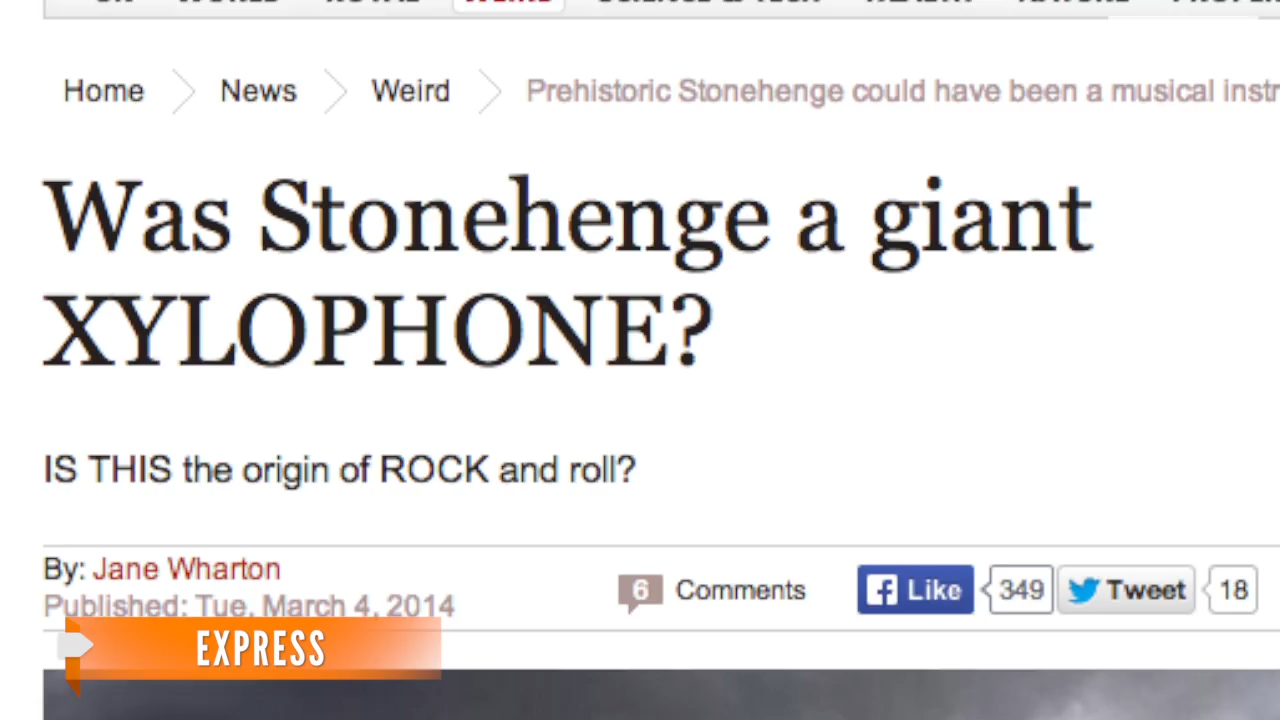 WEIRD
Home News Weird Prehistoric Stonehenge could have been a musical instr
Was Stonehenge a giant
XYLOPHONE?
IS THIS the origin of ROCK and roll?
By: Jane Wharton
6 Comments Like 349 Tweet 18
Published: Tue, March 4, 2014
EXPRESS